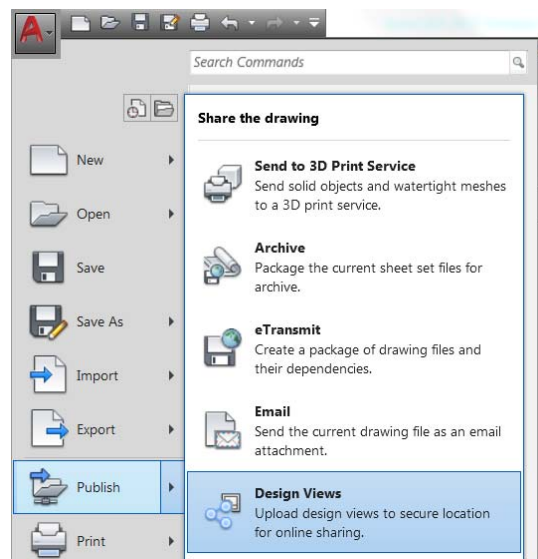 A
Search Commands
Share the drawing
New
Open
Save
Save As
Import
Export
Publish
Print
Send to 3D Print Service
Send solid objects and watertight meshes
to a 3D print service.
Archive
Package the current sheet set files for
archive.
eTransmit
Create a package of drawing files and
their dependencies.
Email
Send the current drawing file as an email
attachment.
Design Views
Upload design views to secure location
for online sharing.